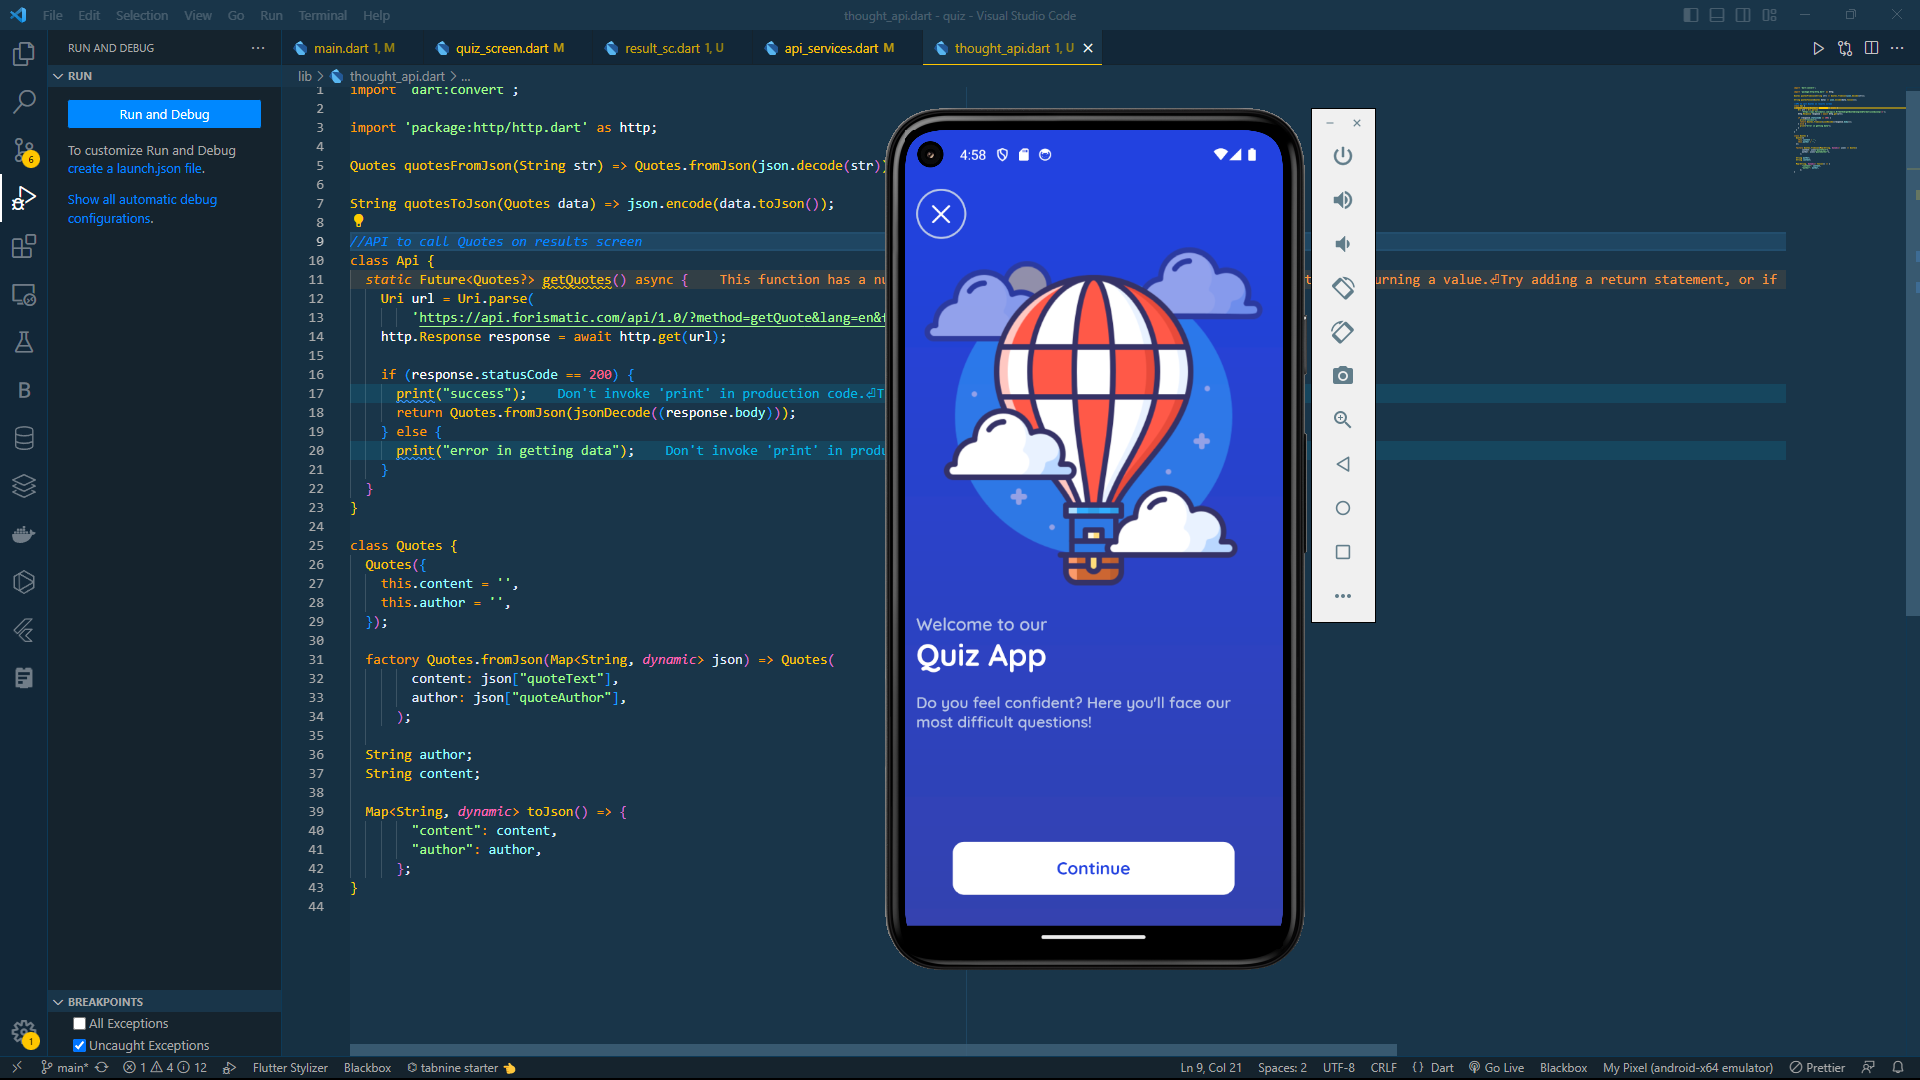 File Edit Selection View Go Run Terminal Help
thought_api.dart - quiz - Visual Studio Code
RUN AND DEBUG
main.dart 1, M
quiz_screen.dart M
result_sc.dart 1, U
api_services.dart M
thought_api.dart 1, U
RUN
lib > thought_api.dart > ...
Run and Debug
To customize Run and Debug
create a launch.json file.
Show all automatic debug
configurations.
1 import 'dart:convert';
2
3 import 'package:http/http.dart' as http;
4
5 Quotes quotesFromJson(String str) => Quotes.fromJson(json.decode(str))
6
7 String quotesToJson(Quotes data) => json.encode(data.toJson());
8
9 //API to call Quotes on results screen
10 class Api {
11 static Future<Quotes?> getQuotes() async { This function has a nu
urning a value.⏎Try adding a return statement, or if
12 Uri url = Uri.parse(
13 'https://api.forismatic.com/api/1.0/?method=getQuote&lang=en&f
14 http.Response response = await http.get(url);
15
16 if (response.statusCode == 200) {
17 print("success"); Don't invoke 'print' in production code.⏎T
18 return Quotes.fromJson(jsonDecode((response.body)));
19 } else {
20 print("error in getting data"); Don't invoke 'print' in produ
21 }
22 }
23 }
24
25 class Quotes {
26 Quotes({
27 this.content = '',
28 this.author = '',
29 });
30
31 factory Quotes.fromJson(Map<String, dynamic> json) => Quotes(
32 content: json["quoteText"],
33 author: json["quoteAuthor"],
34 );
35
36 String author;
37 String content;
38
39 Map<String, dynamic> toJson() => {
40 "content": content,
41 "author": author,
42 };
43 }
44
4:58
Welcome to our
Quiz App
Do you feel confident? Here you'll face our
most difficult questions!
Continue
6
B
1
BREAKPOINTS
All Exceptions
Uncaught Exceptions
main* 1 4 12 Flutter Stylizer Blackbox tabnine starter
Ln 9, Col 21 Spaces: 2 UTF-8 CRLF { } Dart Go Live Blackbox My Pixel (android-x64 emulator) Prettier